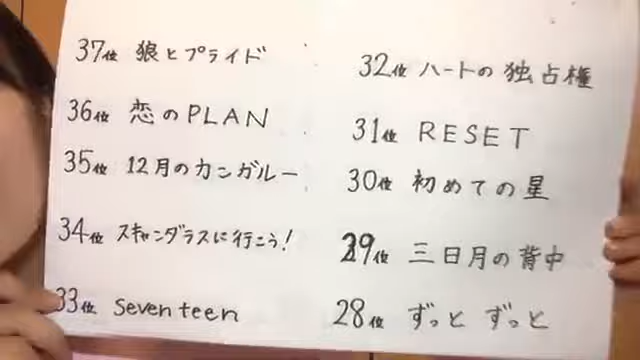 37位 狼とプライド
36位 恋のPLAN
35位 12月のカンガルー
34位 スキャンダラスに行こう!
33位 seventeen
32位 ハートの独占権
31位 RESET
30位 初めての星
29位 三日月の背中
28位 ずっと ずっと